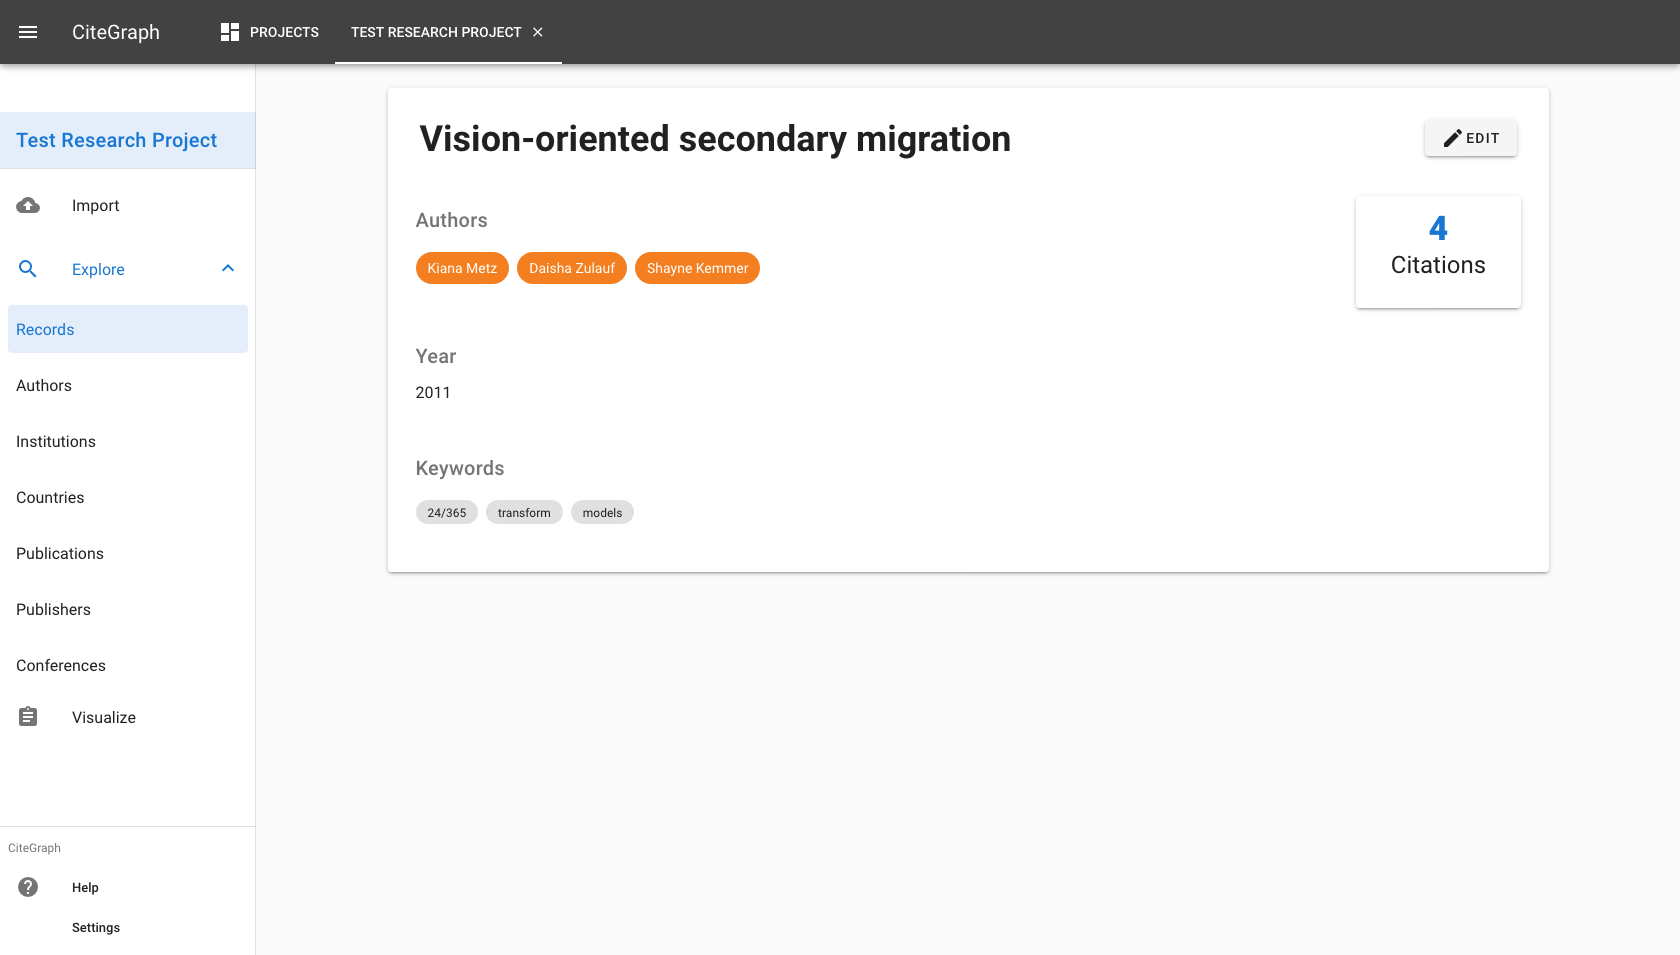 CiteGraph
PROJECTS
TEST RESEARCH PROJECT
Test Research Project
Import
Explore
Records
Authors
Institutions
Countries
Publications
Publishers
Conferences
Visualize
CiteGraph
Help
Settings
Vision-oriented secondary migration
EDIT
Authors
Kiana Metz Daisha Zulauf Shayne Kemmer
4
Citations
Year
2011
Keywords
24/365 transform models